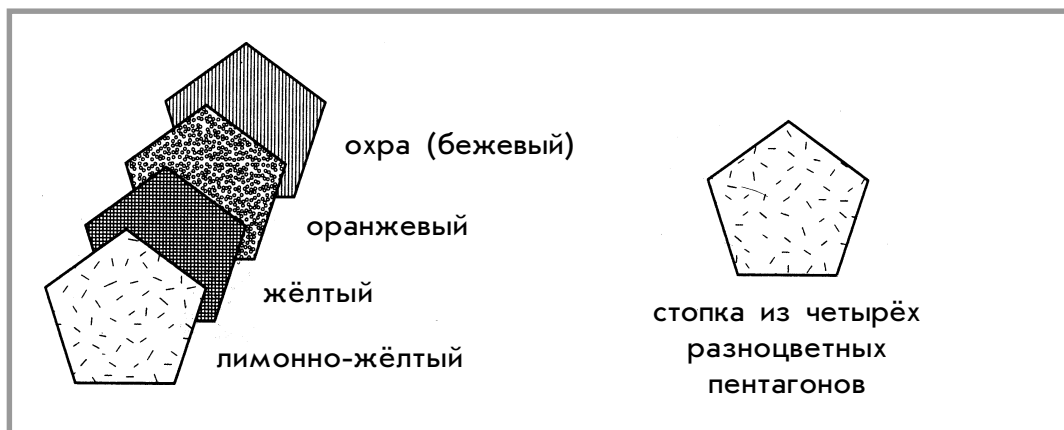 охра (бежевый)
оранжевый
жёлтый
лимонно-жёлтый
стопка из четырёх
разноцветных
пентагонов